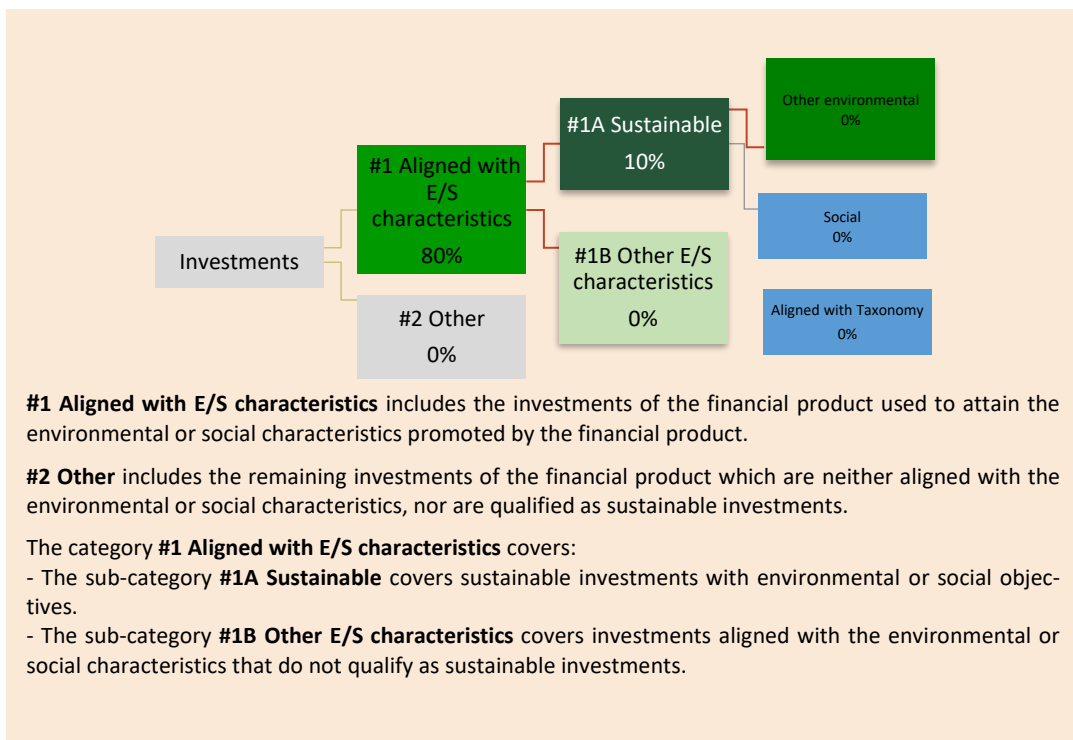 Investments
#1 Aligned with
E/S
characteristics
80%
#2 Other
0%
#1A Sustainable
10%
#1B Other E/S
characteristics
0%
Other environmental
0%
Social
0%
Aligned with Taxonomy
0%
#1 Aligned with E/S characteristics includes the investments of the financial product used to attain the
environmental or social characteristics promoted by the financial product.
#2 Other includes the remaining investments of the financial product which are neither aligned with the
environmental or social characteristics, nor are qualified as sustainable investments.
The category #1 Aligned with E/S characteristics covers:
- The sub-category #1A Sustainable covers sustainable investments with environmental or social objec-
tives.
- The sub-category #1B Other E/S characteristics covers investments aligned with the environmental or
social characteristics that do not qualify as sustainable investments.